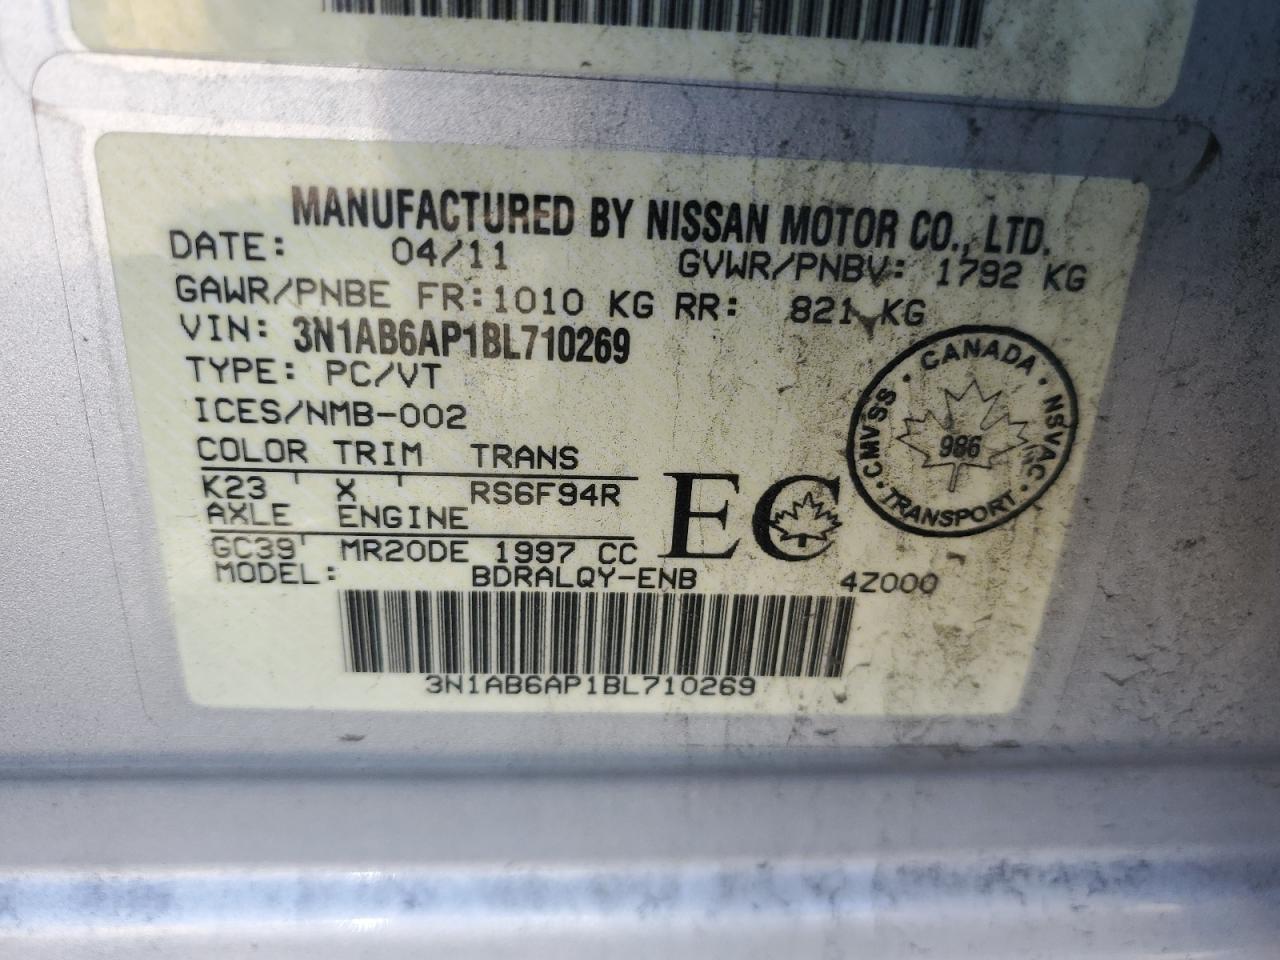 MANUFACTURED BY NISSAN MOTOR CO., LTD.
DATE: 04/11 GVWR/PNBV: 1792 KG
GAWR/PNBE FR:1010 KG RR: 821 KG
VIN: 3N1AB6AP1BL710269
TYPE: PC/VT
ICES/NMB-002
COLOR TRIM TRANS
K23 X RS6F94R
AXLE ENGINE
GC39 MR20DE 1997 CC
MODEL: BDRALQY-ENB 4Z000
3N1AB6AP1BL710269
EC
CANADA
CMVSS NSVAC
986
TRANSPORT